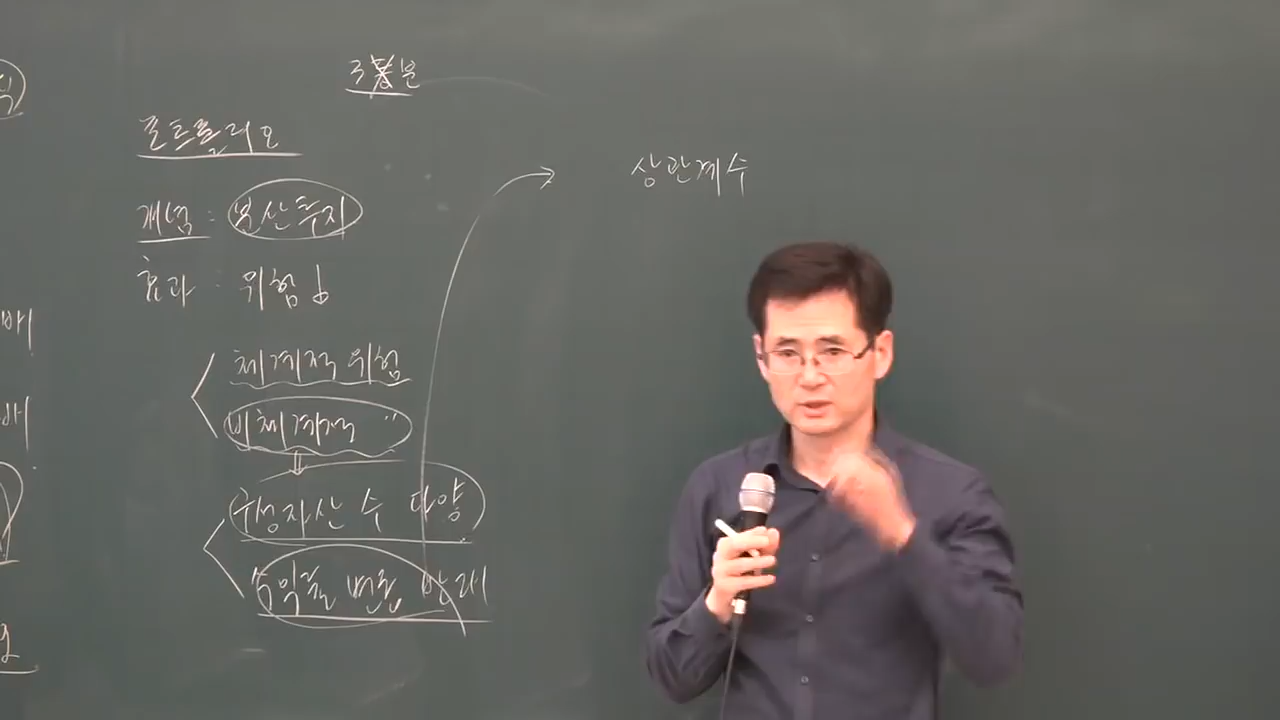 포트폴리오
개념 : 분산투자
효과 : 위험↓
체계적 위험
비체계적 〃
구성자산 수 다양
수익률 변동 반대
상관계수